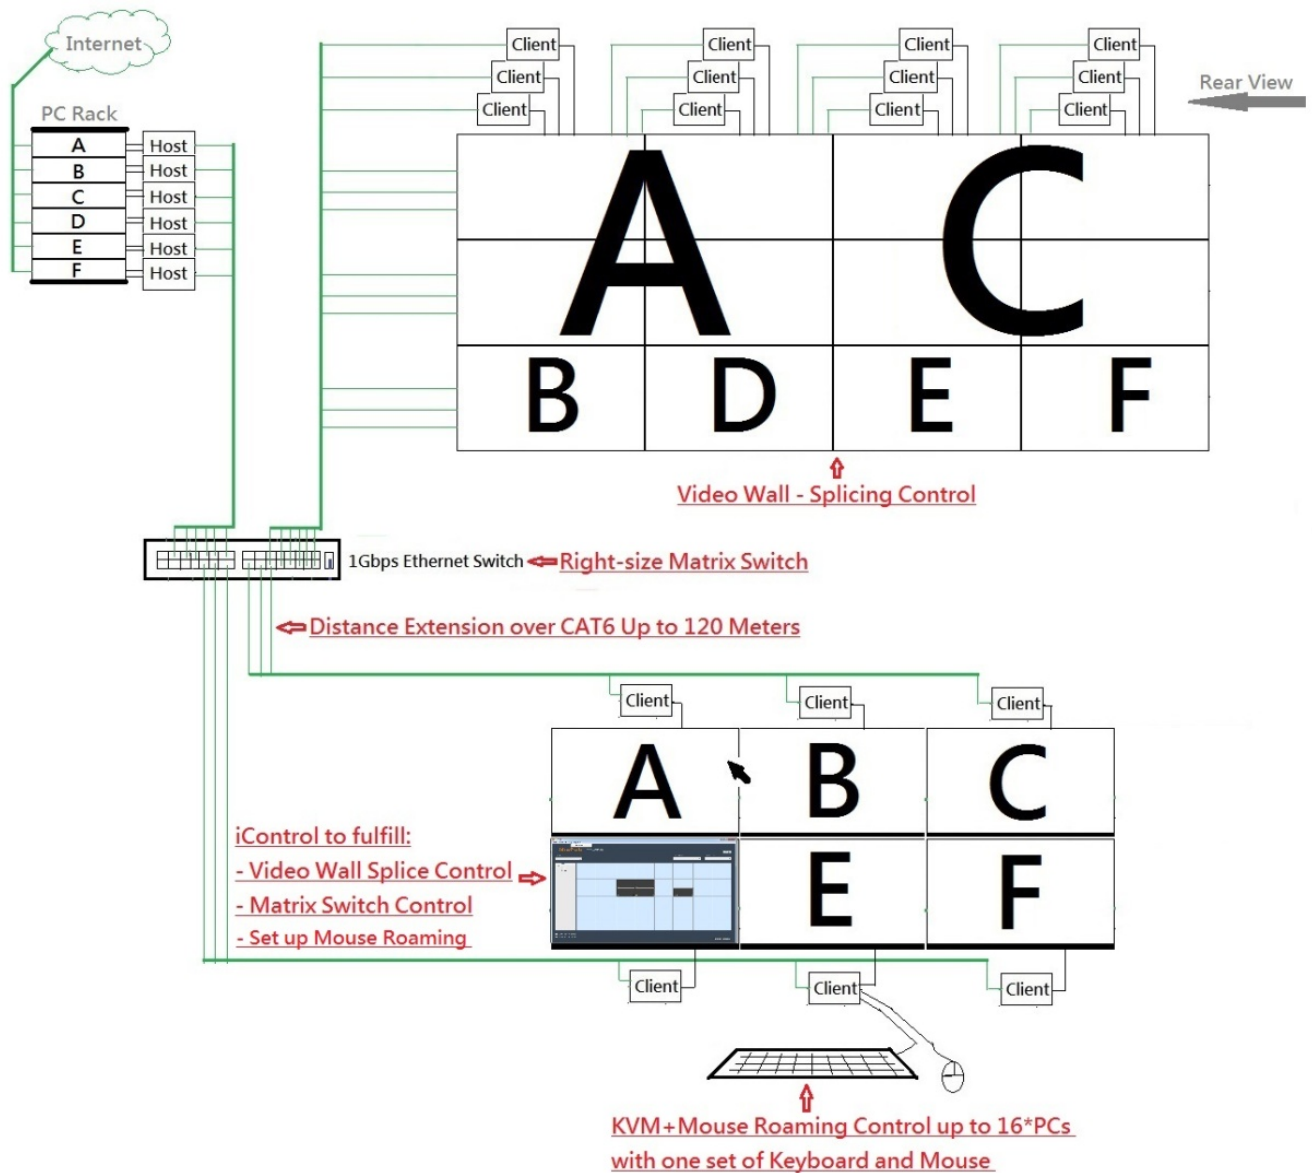 Internet
PC Rack
A Host
B Host
C Host
D Host
E Host
F Host
Client Client Client Client
Client Client Client Client
Client Client Client Client
Rear View
A C
B D E F
Video Wall - Splicing Control
1Gbps Ethernet Switch
Right-size Matrix Switch
Distance Extension over CAT6 Up to 120 Meters
Client Client Client
A B C
E F
iControl to fulfill:
- Video Wall Splice Control
- Matrix Switch Control
- Set up Mouse Roaming
Client Client Client
KVM+Mouse Roaming Control up to 16*PCs
with one set of Keyboard and Mouse